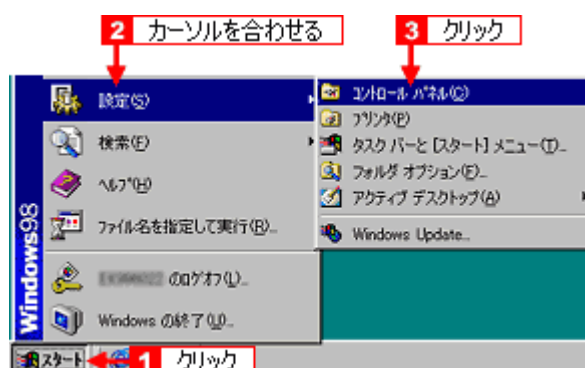 2 カーソルを合わせる
3 クリック
設定(S)
検索(F)
ヘルプ(H)
ファイル名を指定して実行(R)...
のログオフ(L)...
Windows の終了(U)...
Windows98
コントロール パネル(C)
プリンタ(P)
タスク バーと [スタート] メニュー(T)...
フォルダ オプション(F)...
アクティブ デスクトップ(A)
Windows Update...
スタート
1 クリック